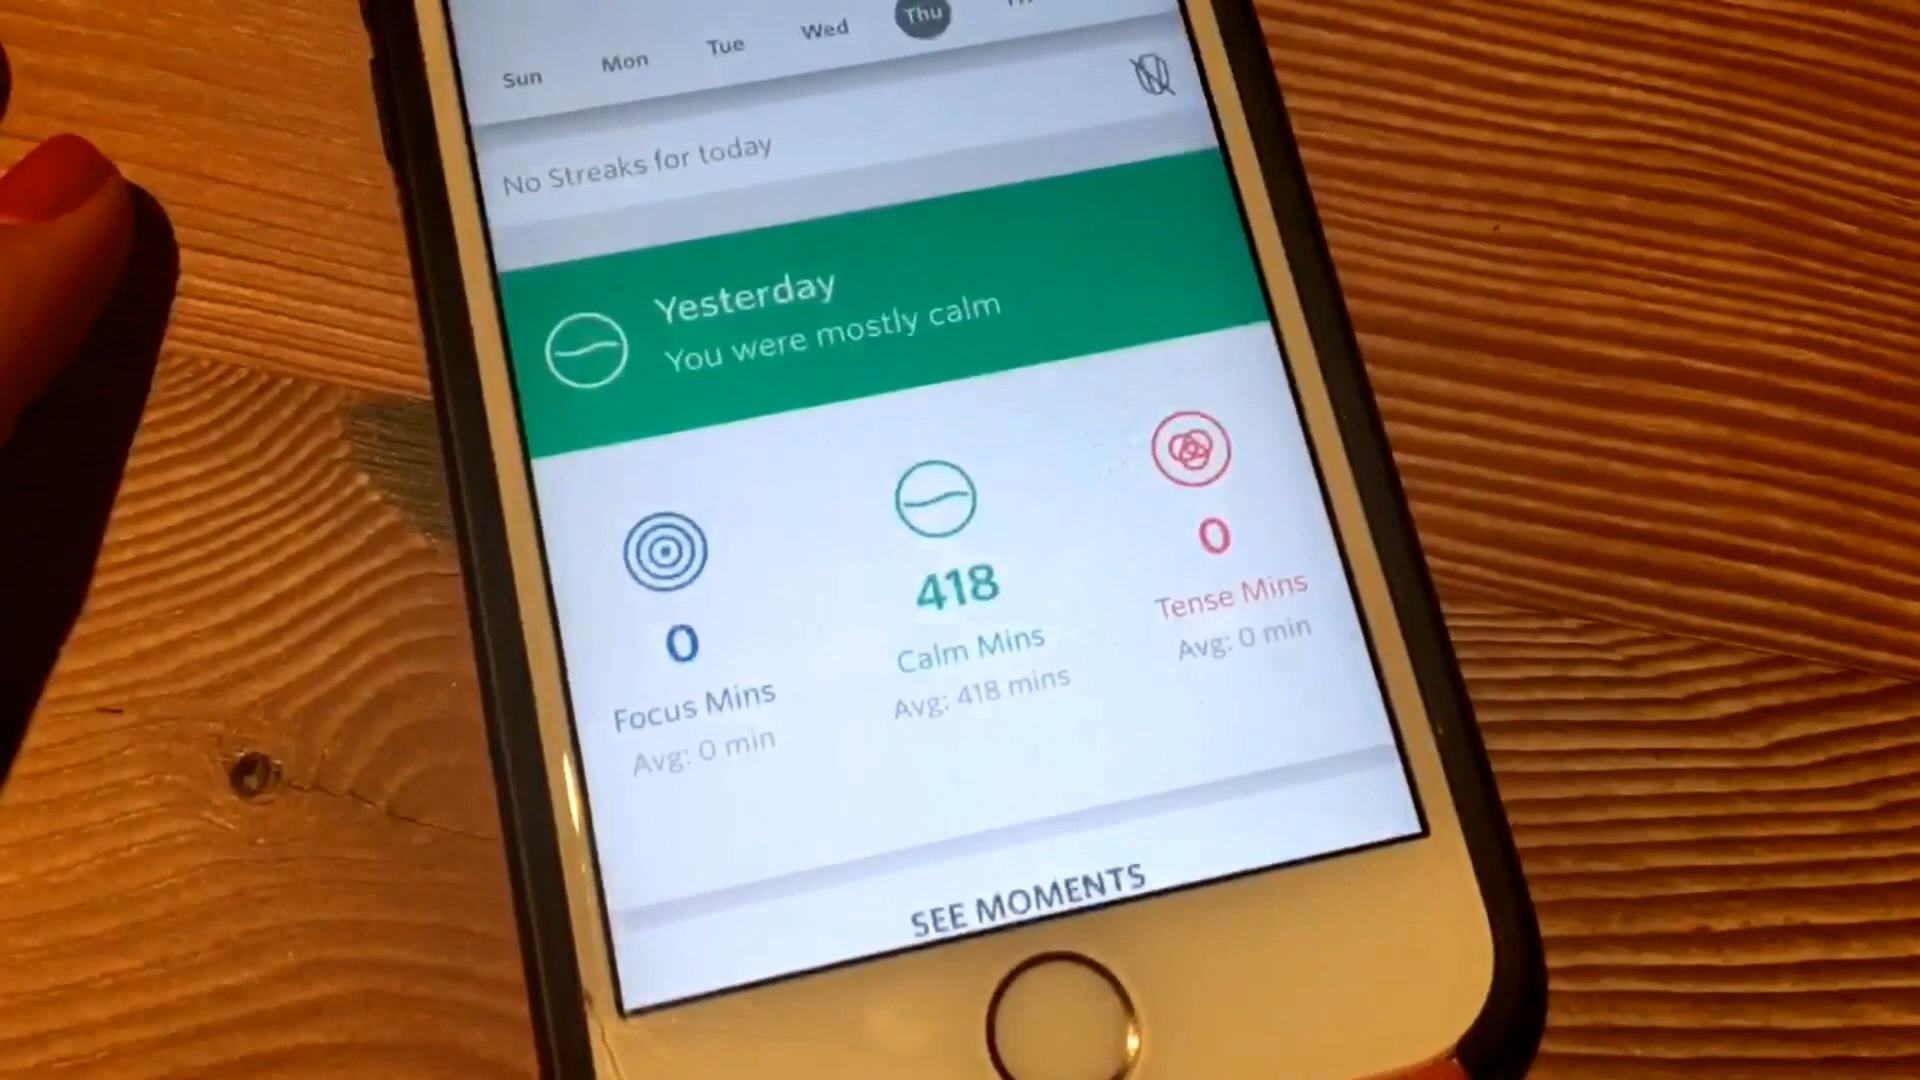 Sun Mon Tue Wed Thu
No Streaks for today
Yesterday
You were mostly calm
0
Focus Mins
Avg: 0 min
418
Calm Mins
Avg: 418 mins
0
Tense Mins
Avg: 0 min
SEE MOMENTS